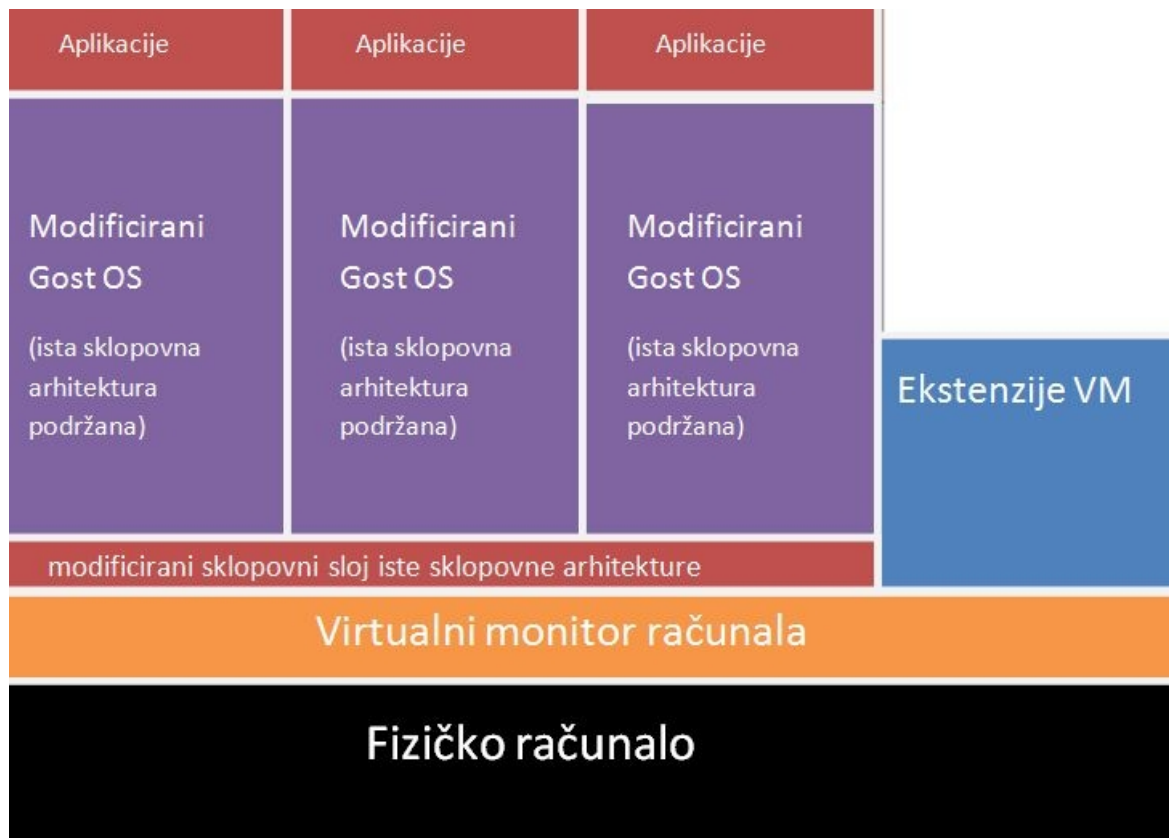 Aplikacije
Aplikacije
Aplikacije
Modificirani
Gost OS
(ista sklopovna
arhitektura
podržana)
Modificirani
Gost OS
(ista sklopovna
arhitektura
podržana)
Modificirani
Gost OS
(ista sklopovna
arhitektura
podržana)
Ekstenzije VM
modificirani sklopovni sloj iste sklopovne arhitekture
Virtualni monitor računala
Fizičko računalo